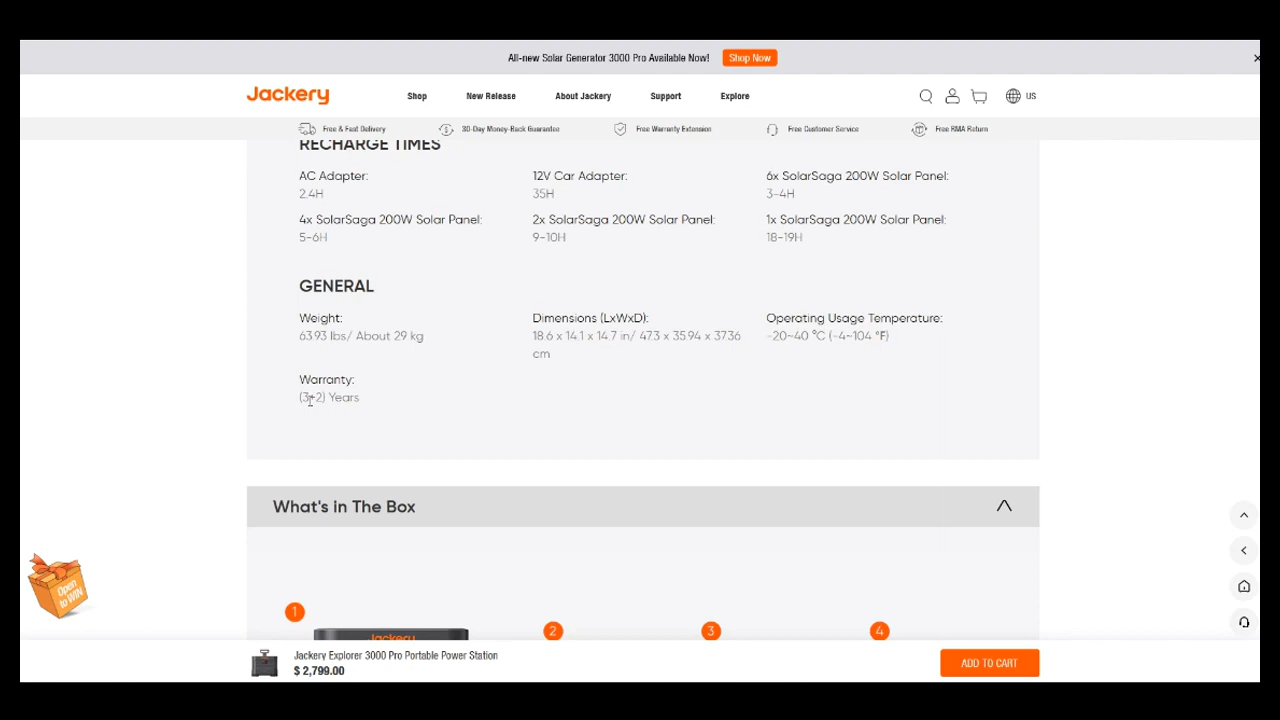 All-new Solar Generator 3000 Pro Available Now! Shop Now
Jackery Shop New Release About Jackery Support Explore US
Free & Fast Delivery 30-Day Money-Back Guarantee Free Warranty Extension Free Customer Service Free RMA Return
RECHARGE TIMES
AC Adapter: 12V Car Adapter: 6x SolarSaga 200W Solar Panel:
2.4H 35H 3-4H
4x SolarSaga 200W Solar Panel: 2x SolarSaga 200W Solar Panel: 1x SolarSaga 200W Solar Panel:
5-6H 9-10H 18-19H
GENERAL
Weight: Dimensions (LxWxD): Operating Usage Temperature:
63.93 lbs/ About 29 kg 18.6 x 14.1 x 14.7 in/ 47.3 x 35.94 x 37.36 -20~40 °C (-4~104 °F)
cm
Warranty:
(3+2) Years
What's in The Box
Open
to WIN
1
2 3 4
Jackery
Jackery Explorer 3000 Pro Portable Power Station
$ 2,799.00
ADD TO CART